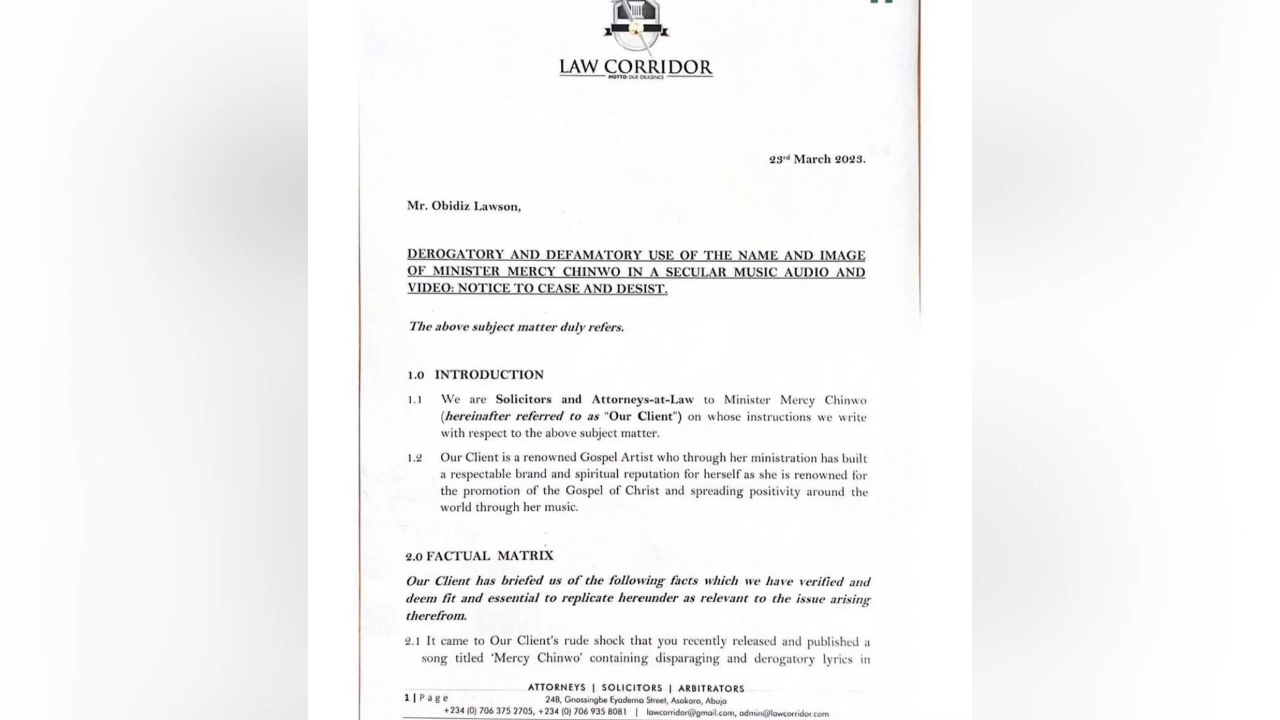 LAW CORRIDOR
MOTTO: DUE DILIGENCE
23rd March 2023.
Mr. Obidiz Lawson,
DEROGATORY AND DEFAMATORY USE OF THE NAME AND IMAGE
OF MINISTER MERCY CHINWO IN A SECULAR MUSIC AUDIO AND
VIDEO: NOTICE TO CEASE AND DESIST.
The above subject matter duly refers.
1.0 INTRODUCTION
1.1 We are Solicitors and Attorneys-at-Law to Minister Mercy Chinwo
(hereinafter referred to as “Our Client”) on whose instructions we write
with respect to the above subject matter.
1.2 Our Client is a renowned Gospel Artist who through her ministration has built
a respectable brand and spiritual reputation for herself as she is renowned for
the promotion of the Gospel of Christ and spreading positivity around the
world through her music.
2.0 FACTUAL MATRIX
Our Client has briefed us of the following facts which we have verified and
deem fit and essential to replicate hereunder as relevant to the issue arising
therefrom.
2.1 It came to Our Client’s rude shock that you recently released and published a
song titled ‘Mercy Chinwo’ containing disparaging and derogatory lyrics in
ATTORNEYS | SOLICITORS | ARBITRATORS
1 | Page
24B, Gnassingbe Eyadema Street, Asokoro, Abuja
+234 (0) 706 375 2705, +234 (0) 706 935 8081 | lawcorridor@gmail.com, admin@lawcorridor.com